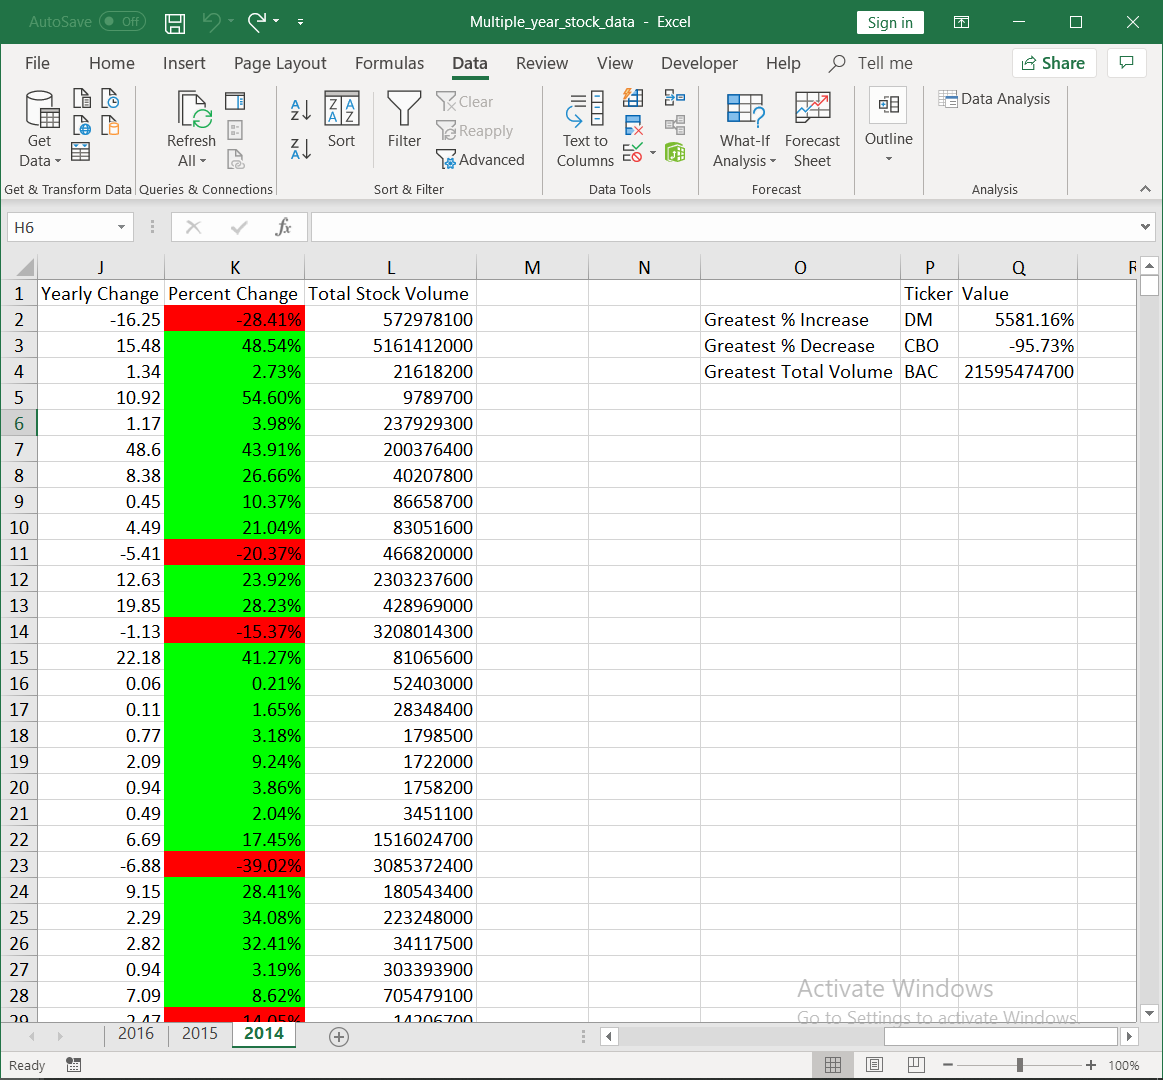 AutoSave Off Multiple_year_stock_data - Excel Sign in
File Home Insert Page Layout Formulas Data Review View Developer Help Tell me Share
Get Data
Refresh All
Z A A Z
Sort
Filter
Clear
Reapply
Advanced
Text to Columns
What-If Analysis
Forecast Sheet
Outline
Data Analysis
Get & Transform Data Queries & Connections Sort & Filter Data Tools Forecast Analysis
H6 fx
J K L M N O P Q R
1 Yearly Change Percent Change Total Stock Volume Ticker Value
2 -16.25 -28.41% 572978100 Greatest % Increase DM 5581.16%
3 15.48 48.54% 5161412000 Greatest % Decrease CBO -95.73%
4 1.34 2.73% 21618200 Greatest Total Volume BAC 21595474700
5 10.92 54.60% 9789700
6 1.17 3.98% 237929300
7 48.6 43.91% 200376400
8 8.38 26.66% 40207800
9 0.45 10.37% 86658700
10 4.49 21.04% 83051600
11 -5.41 -20.37% 466820000
12 12.63 23.92% 2303237600
13 19.85 28.23% 428969000
14 -1.13 -15.37% 3208014300
15 22.18 41.27% 81065600
16 0.06 0.21% 52403000
17 0.11 1.65% 28348400
18 0.77 3.18% 1798500
19 2.09 9.24% 1722000
20 0.94 3.86% 1758200
21 0.49 2.04% 3451100
22 6.69 17.45% 1516024700
23 -6.88 -39.02% 3085372400
24 9.15 28.41% 180543400
25 2.29 34.08% 223248000
26 2.82 32.41% 34117500
27 0.94 3.19% 303393900
28 7.09 8.62% 705479100
Activate Windows
Go to Settings to activate Windows.
2016 2015 2014
Ready 100%